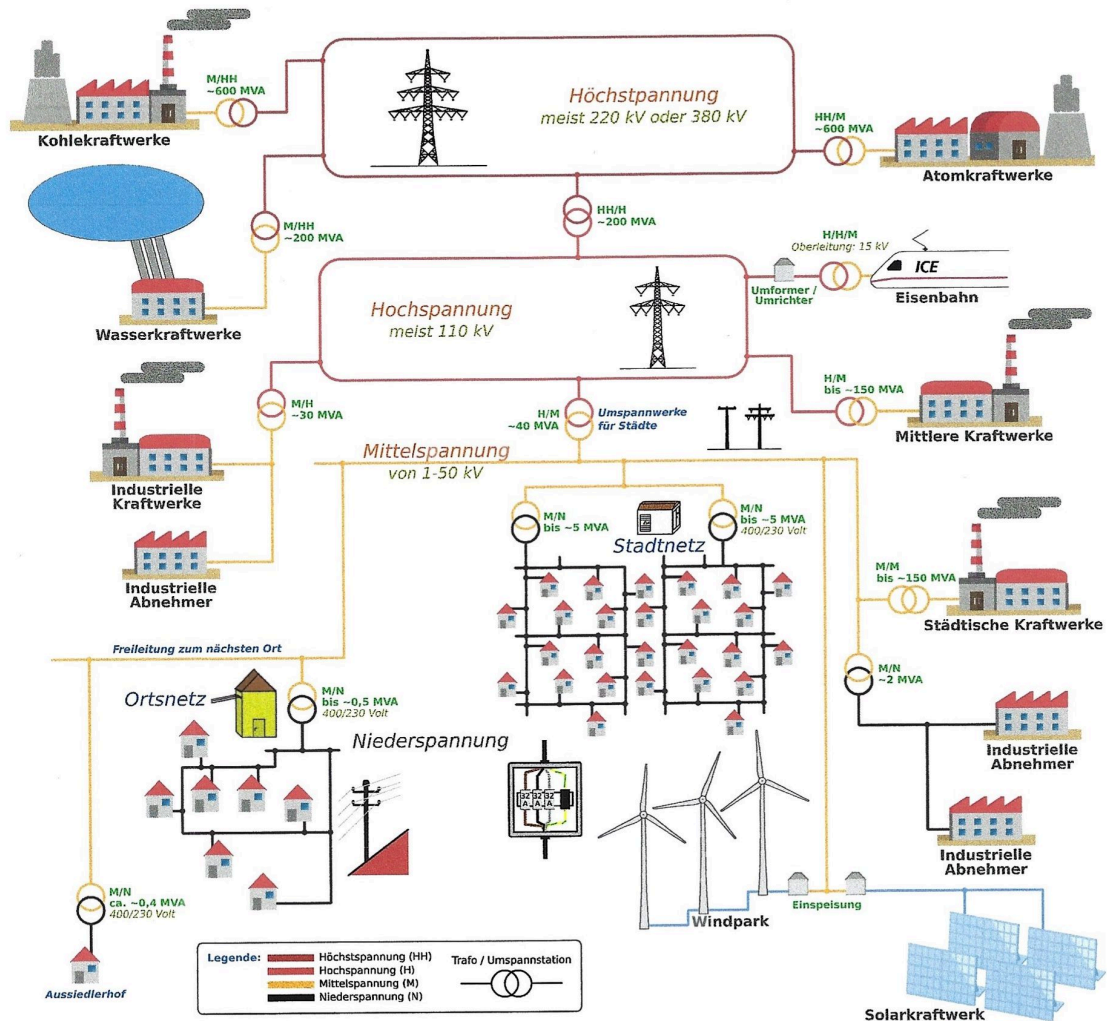 M/HH
~600 MVA
Kohlekraftwerke
Höchstpannung
meist 220 kV oder 380 kV
HH/M
~600 MVA
Atomkraftwerke
M/HH
~200 MVA
Wasserkraftwerke
HH/H
~200 MVA
H/H/M
Oberleitung: 15 kV
ICE
Umformer /
Umrichter
Eisenbahn
Hochspannung
meist 110 kV
M/H
~30 MVA
H/M
~40 MVA
Umspannwerke
für Städte
H/M
bis ~150 MVA
Mittlere Kraftwerke
Mittelspannung
von 1-50 kV
Industrielle
Kraftwerke
Industrielle
Abnehmer
M/N
bis ~5 MVA
Stadtnetz
M/N
bis ~5 MVA
400/230 Volt
M/M
bis ~150 MVA
Städtische Kraftwerke
Freileitung zum nächsten Ort
Ortsnetz
M/N
bis ~0,5 MVA
400/230 Volt
Niederspannung
M/N
~2 MVA
Industrielle
Abnehmer
Industrielle
Abnehmer
32 32 32
A A A
M/N
ca. ~0,4 MVA
400/230 Volt
Aussiedlerhof
Windpark
Einspeisung
Solarkraftwerk
Legende:
Höchstspannung (HH)
Hochspannung (H)
Mittelspannung (M)
Niederspannung (N)
Trafo / Umspannstation